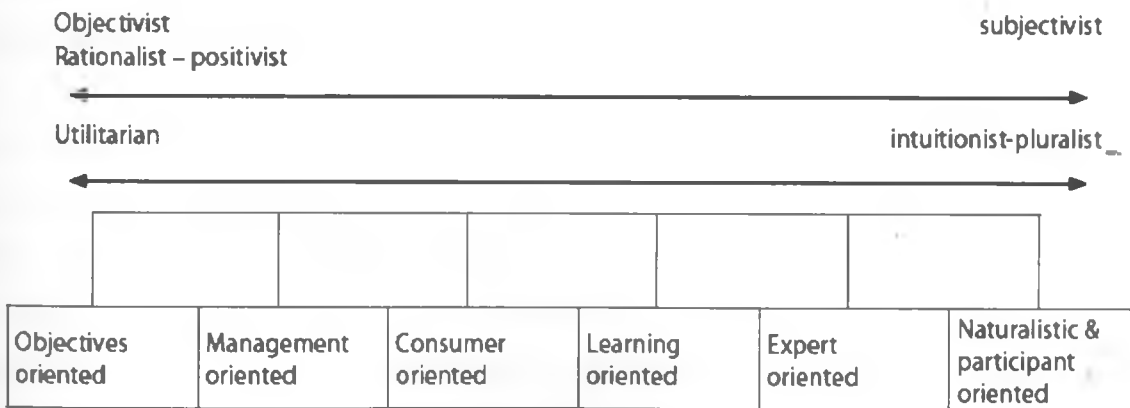 Objectivist subjectivist
Rationalist – positivist
Utilitarian intuitionist-pluralist
Objectives
oriented
Management
oriented
Consumer
oriented
Learning
oriented
Expert
oriented
Naturalistic &
participant
oriented